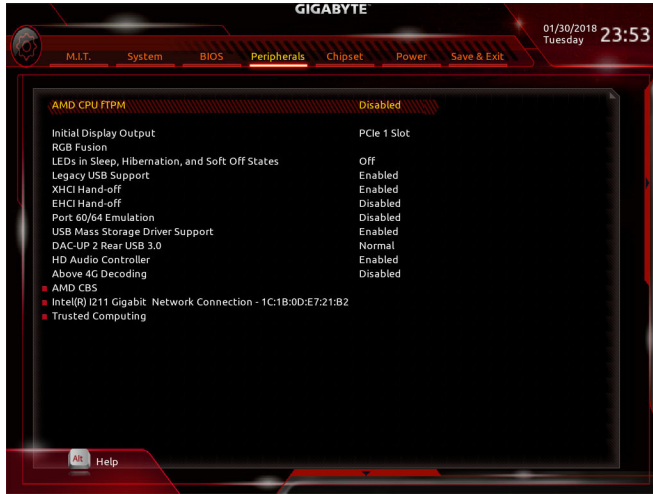 GIGABYTE™
01/30/2018 Tuesday 23:53
M.I.T. System BIOS Peripherals Chipset Power Save & Exit
AMD CPU fTPM Disabled
Initial Display Output PCIe 1 Slot
RGB Fusion
LEDs in Sleep, Hibernation, and Soft Off States Off
Legacy USB Support Enabled
XHCI Hand-off Enabled
EHCI Hand-off Disabled
Port 60/64 Emulation Disabled
USB Mass Storage Driver Support Enabled
DAC-UP 2 Rear USB 3.0 Normal
HD Audio Controller Enabled
Above 4G Decoding Disabled
AMD CBS
Intel(R) I211 Gigabit Network Connection - 1C:1B:0D:E7:21:B2
Trusted Computing
Alt Help